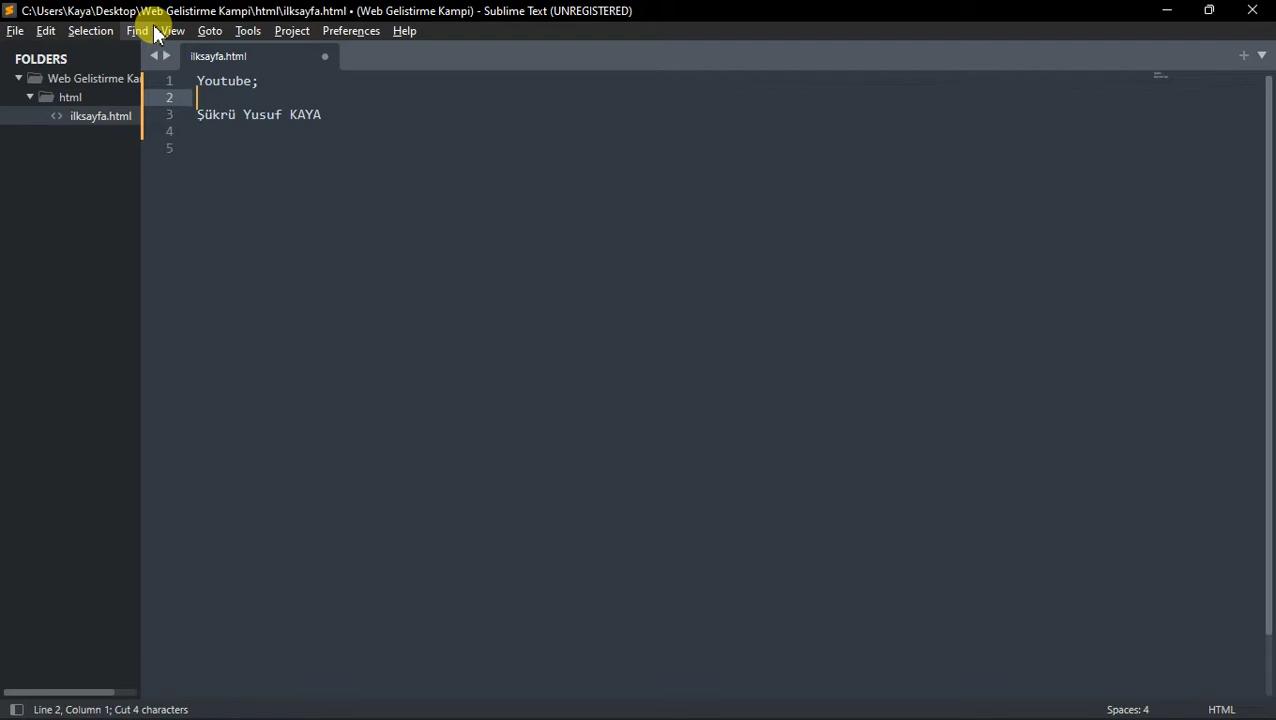 C:\Users\Kaya\Desktop\Web Gelistirme Kampi\html\ilksayfa.html • (Web Gelistirme Kampi) - Sublime Text (UNREGISTERED)
File Edit Selection Find View Goto Tools Project Preferences Help
FOLDERS
Web Gelistirme Ka
html
ilksayfa.html
ilksayfa.html
1 Youtube;
2
3 Şükrü Yusuf KAYA
4
5
Line 2, Column 1; Cut 4 characters
Spaces: 4
HTML